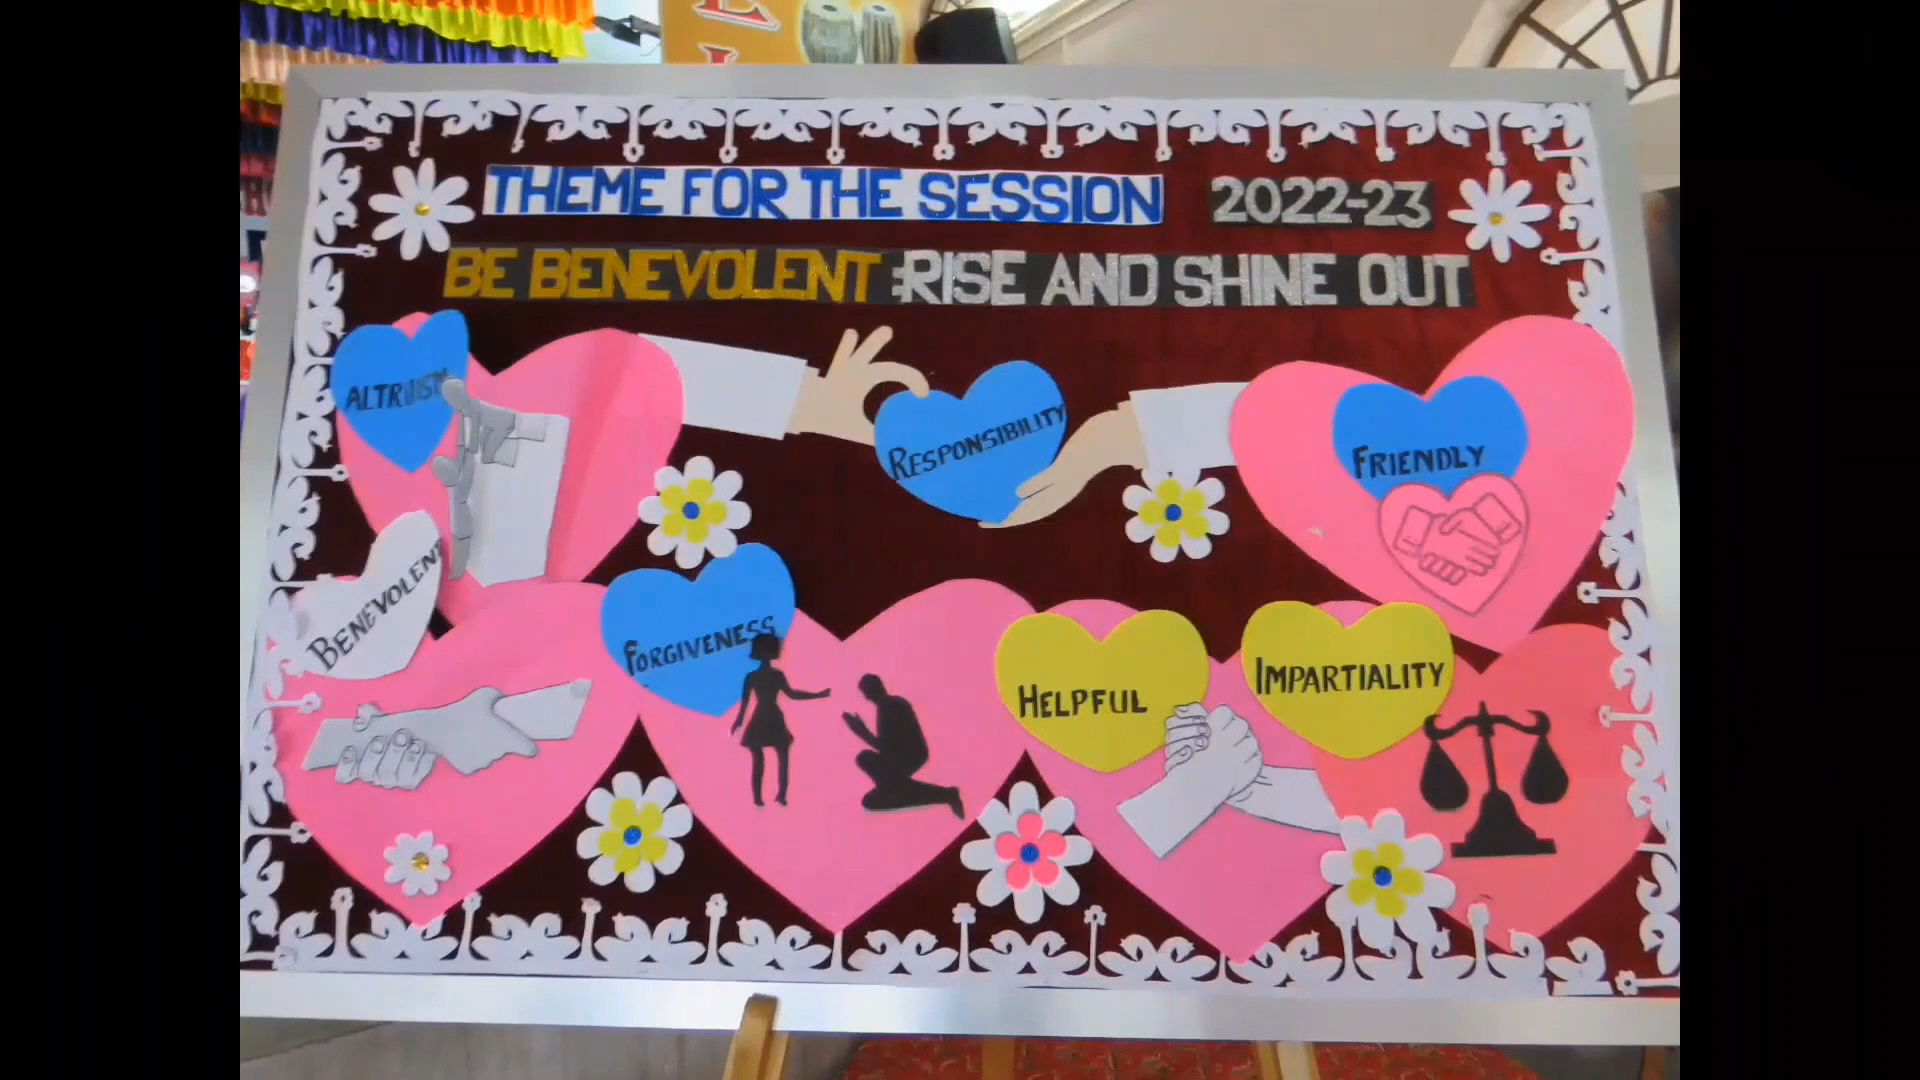 THEME FOR THE SESSION 2022-23
BE BENEVOLENT :RISE AND SHINE OUT
ALTRUISM
RESPONSIBILITY
FRIENDLY
BENEVOLENT
FORGIVENESS
HELPFUL
IMPARTIALITY